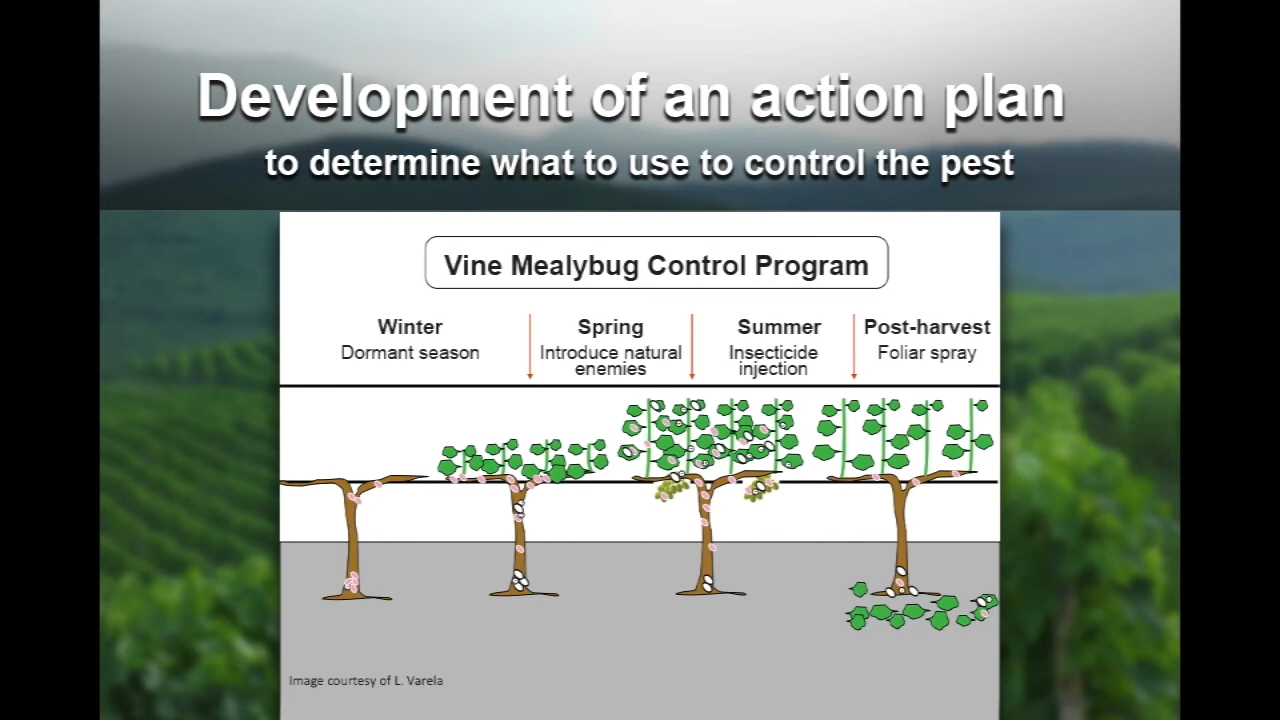 Development of an action plan
to determine what to use to control the pest
Vine Mealybug Control Program
Winter
Dormant season
Spring
Introduce natural
enemies
Summer
Insecticide
injection
Post-harvest
Foliar spray
Image courtesy of L. Varela